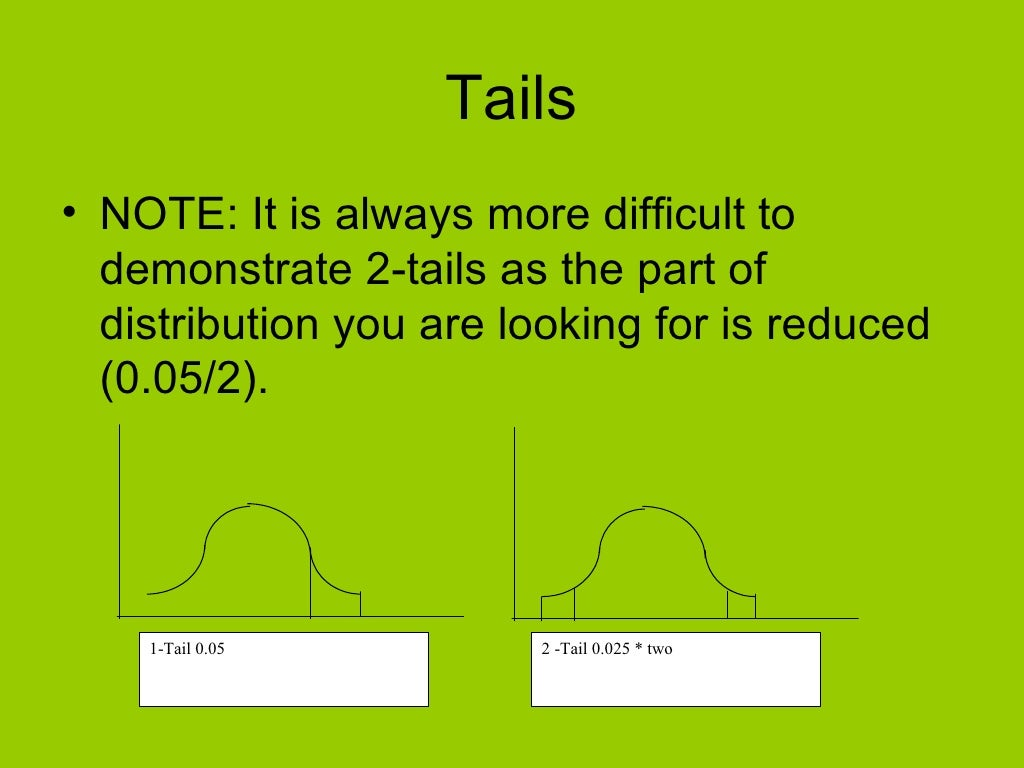 Tails
• NOTE: It is always more difficult to
demonstrate 2-tails as the part of
distribution you are looking for is reduced
(0.05/2).
1-Tail 0.05
2 -Tail 0.025 * two